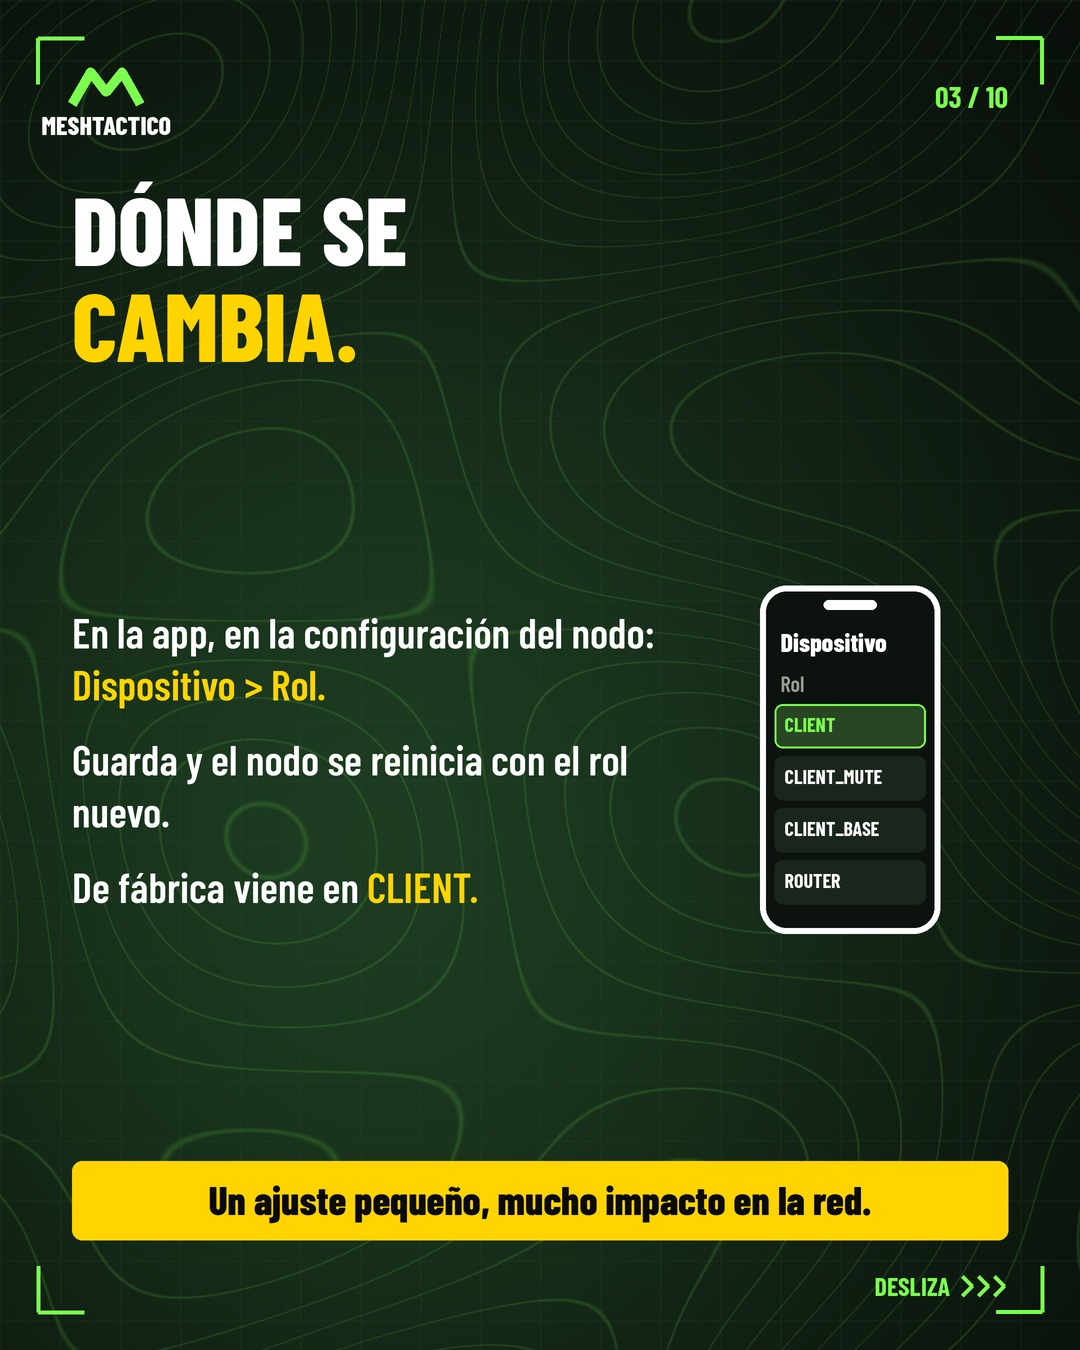 MESHTACTICO
03 / 10
DÓNDE SE
CAMBIA.
En la app, en la configuración del nodo:
Dispositivo > Rol.
Guarda y el nodo se reinicia con el rol
nuevo.
De fábrica viene en CLIENT.
Dispositivo
Rol
CLIENT
CLIENT_MUTE
CLIENT_BASE
ROUTER
Un ajuste pequeño, mucho impacto en la red.
DESLIZA >>>